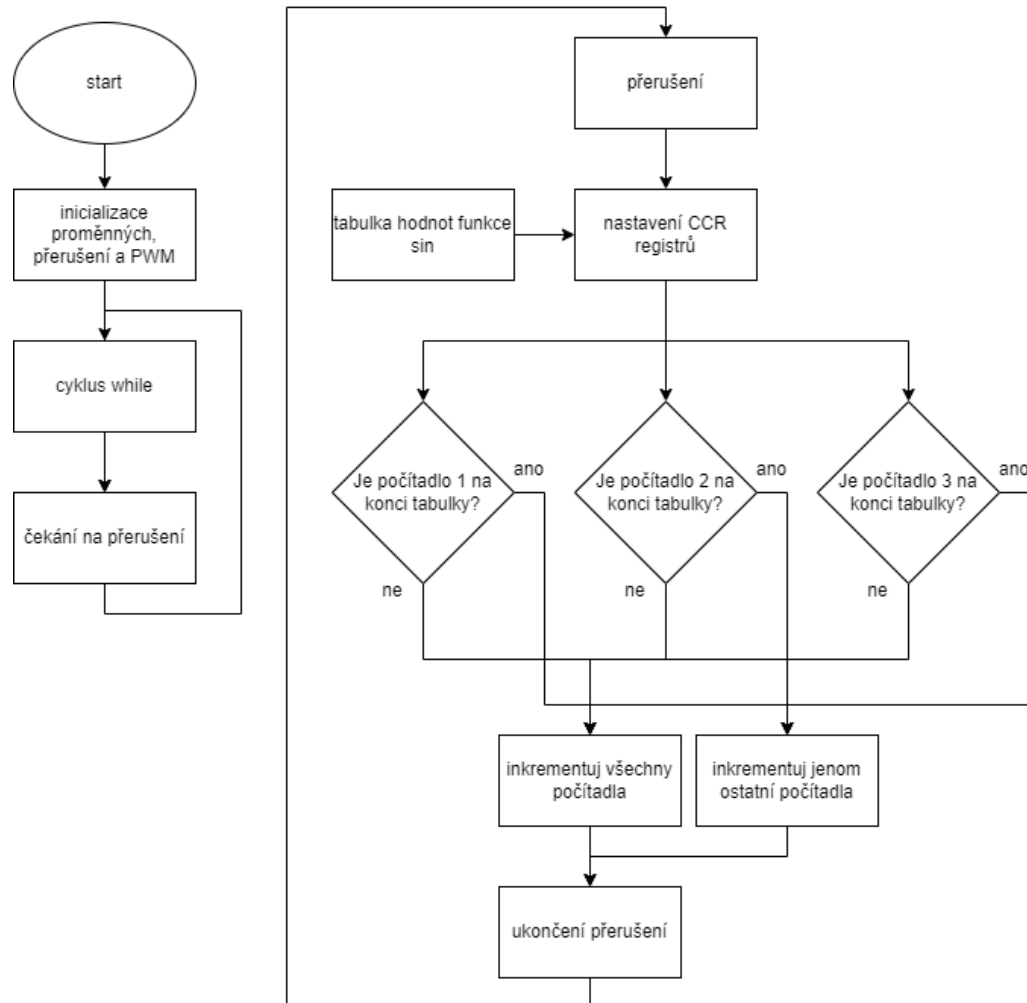 start
inicializace
proměnných,
přerušení a PWM
cyklus while
čekání na přerušení
přerušení
tabulka hodnot funkce
sin
nastavení CCR
registrů
Je počítadlo 1 na
konci tabulky?
ano
ne
Je počítadlo 2 na
konci tabulky?
ano
ne
Je počítadlo 3 na
konci tabulky?
ano
ne
inkrementuj všechny
počítadla
inkrementuj jenom
ostatní počítadla
ukončení přerušení